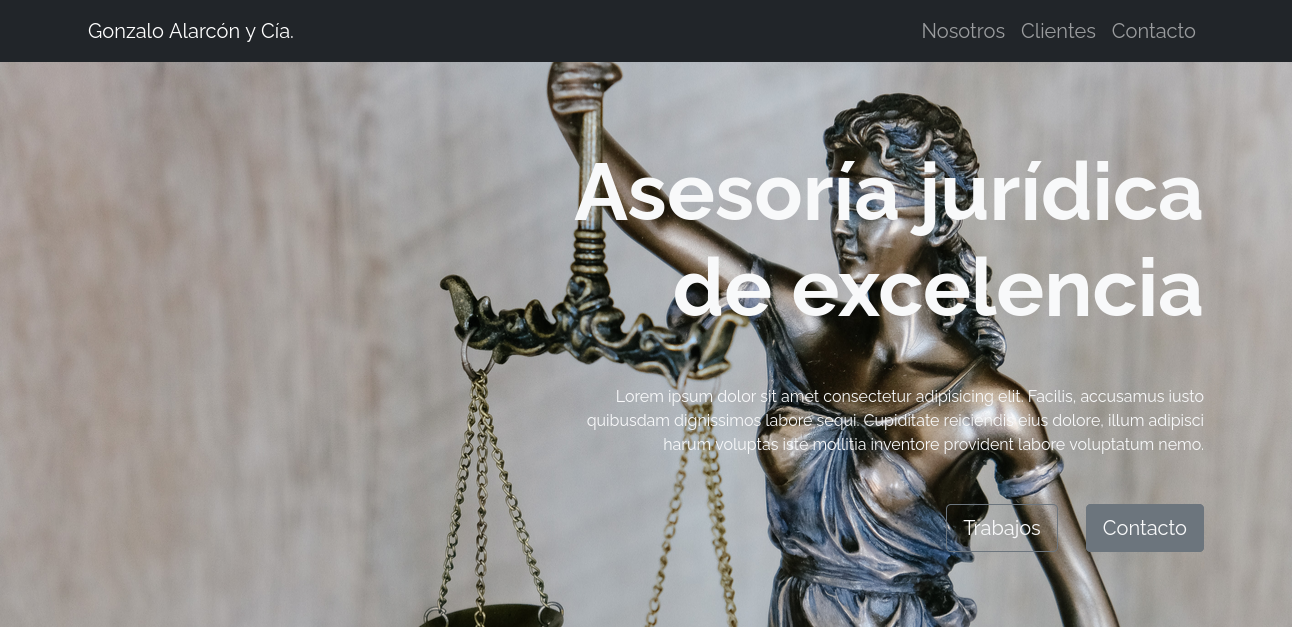 Gonzalo Alarcón y Cía.
Nosotros Clientes Contacto
Asesoría jurídica
de excelencia
Lorem ipsum dolor sit amet consectetur adipisicing elit. Facilis, accusamus iusto
quibusdam dignissimos labore sequi. Cupiditate reiciendis eius dolore, illum adipisci
harum voluptas iste mollitia inventore provident labore voluptatum nemo.
Trabajos
Contacto